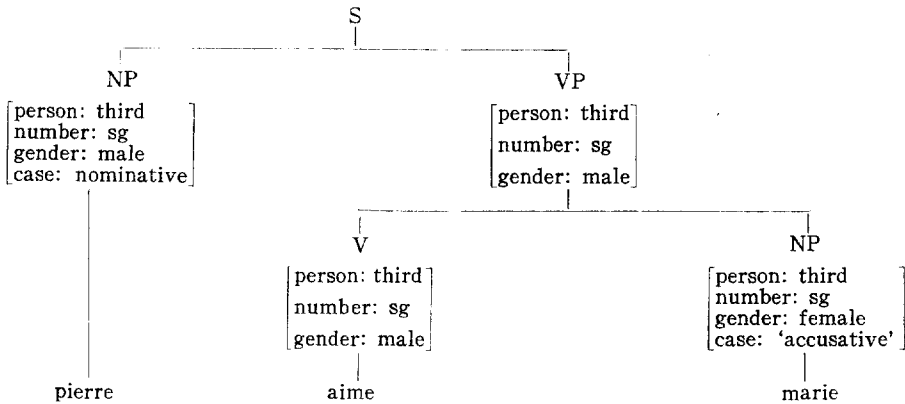 S
NP
VP
person: third
number: sg
gender: male
case: nominative
person: third
number: sg
gender: male
V
NP
person: third
number: sg
gender: male
person: third
number: sg
gender: female
case: 'accusative'
pierre
aime
marie